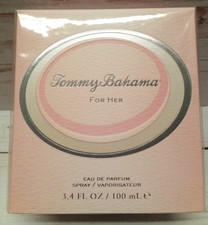 Tommy Bahama
FOR HER
EAU DE PARFUM
SPRAY / VAPORISATEUR
3.4 FL OZ / 100 mL ℮